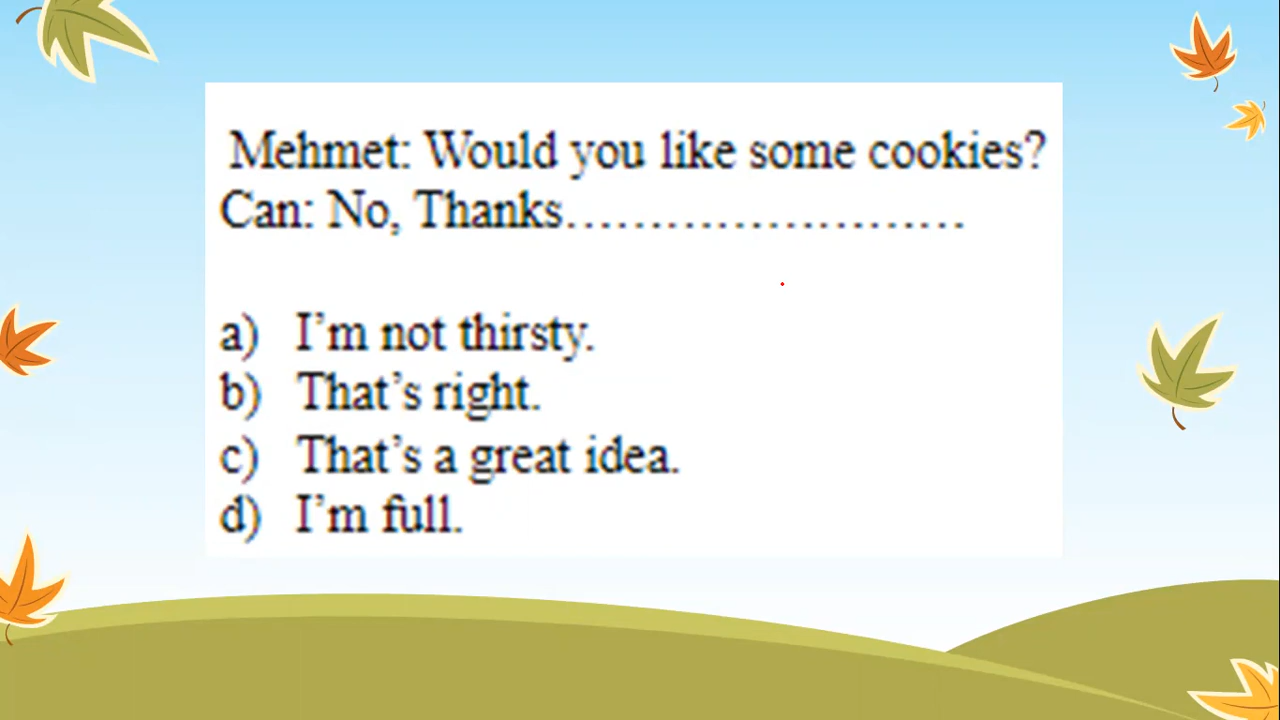 Mehmet: Would you like some cookies?
Can: No, Thanks.......................
a) I'm not thirsty.
b) That's right.
c) That's a great idea.
d) I'm full.